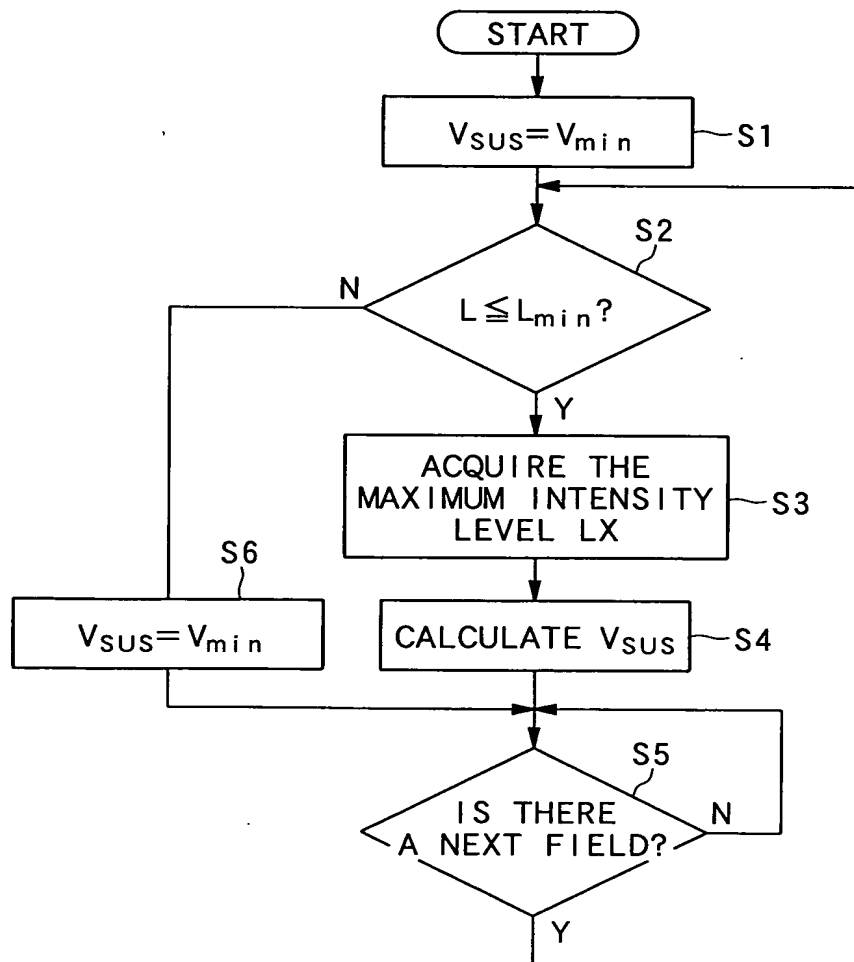 START
VSUS=Vmin
S1
S2
N
L≦Lmin?
Y
ACQUIRE THE
MAXIMUM INTENSITY
LEVEL LX
S3
S6
VSUS=Vmin
CALCULATE VSUS
S4
S5
IS THERE
A NEXT FIELD?
N
Y